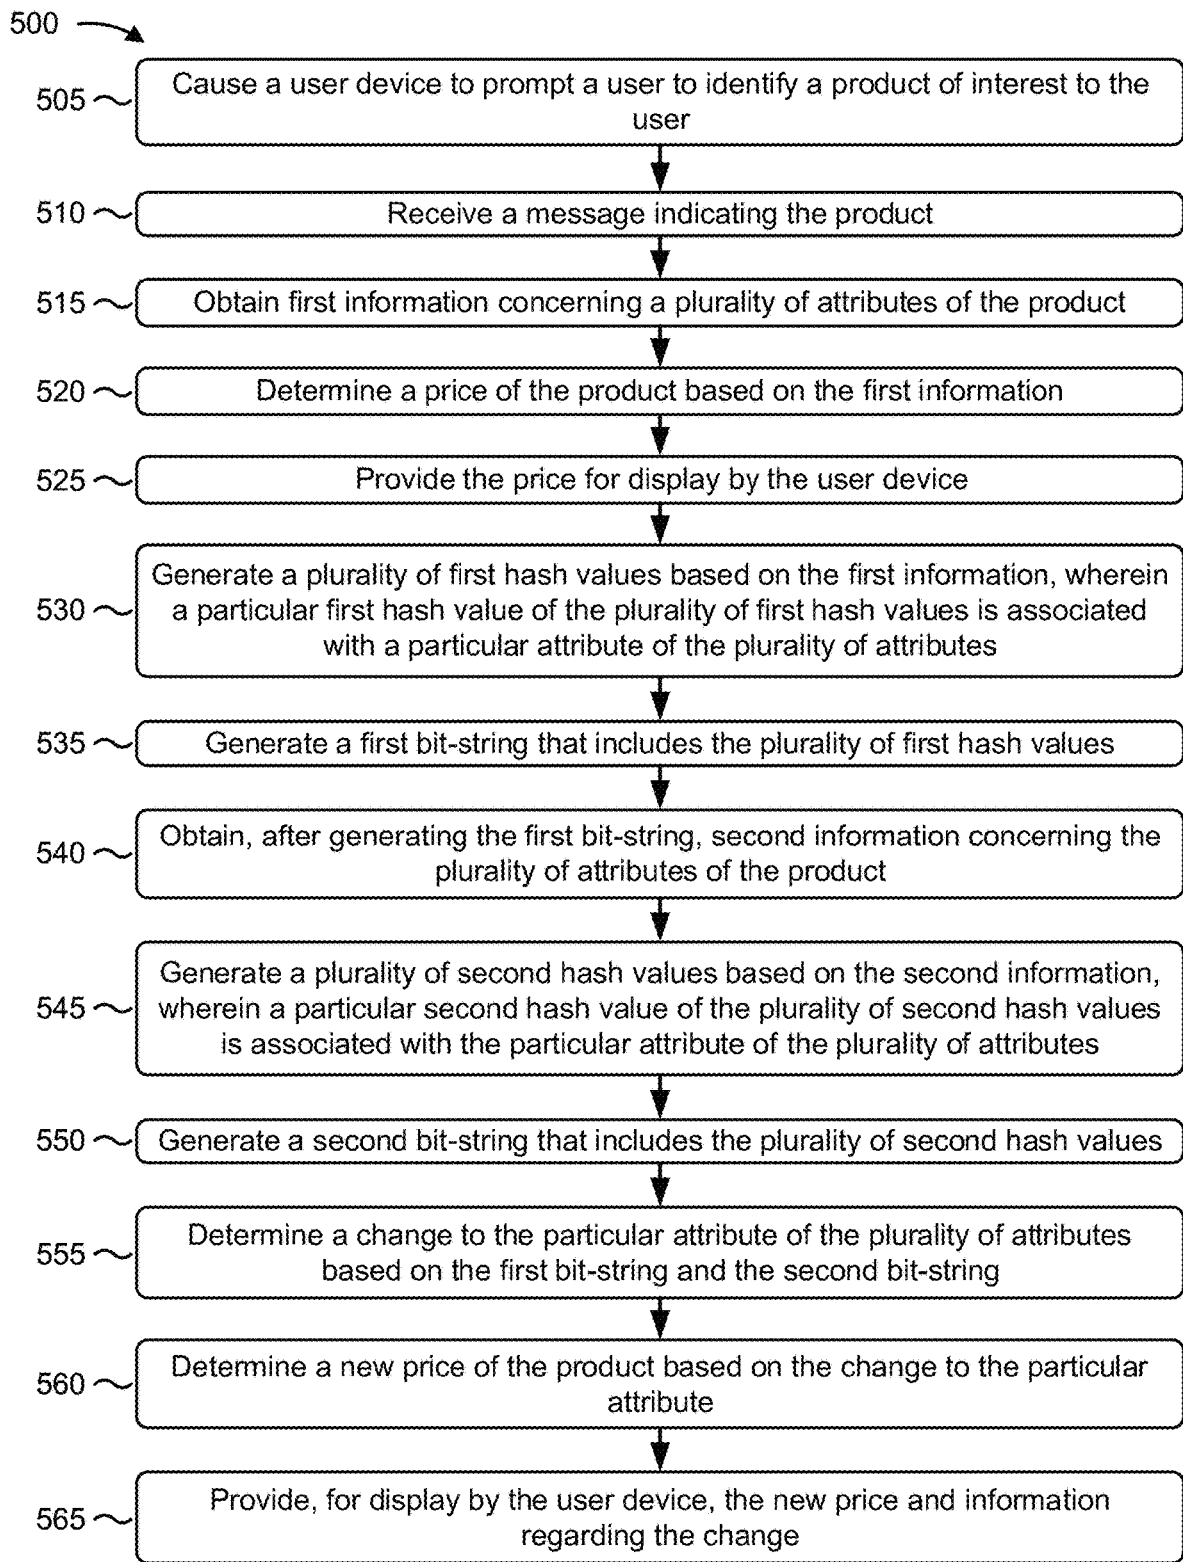 500
505
Cause a user device to prompt a user to identify a product of interest to the
user
510
Receive a message indicating the product
515
Obtain first information concerning a plurality of attributes of the product
520
Determine a price of the product based on the first information
525
Provide the price for display by the user device
530
Generate a plurality of first hash values based on the first information, wherein
a particular first hash value of the plurality of first hash values is associated
with a particular attribute of the plurality of attributes
535
Generate a first bit-string that includes the plurality of first hash values
540
Obtain, after generating the first bit-string, second information concerning the
plurality of attributes of the product
545
Generate a plurality of second hash values based on the second information,
wherein a particular second hash value of the plurality of second hash values
is associated with the particular attribute of the plurality of attributes
550
Generate a second bit-string that includes the plurality of second hash values
555
Determine a change to the particular attribute of the plurality of attributes
based on the first bit-string and the second bit-string
560
Determine a new price of the product based on the change to the particular
attribute
565
Provide, for display by the user device, the new price and information
regarding the change